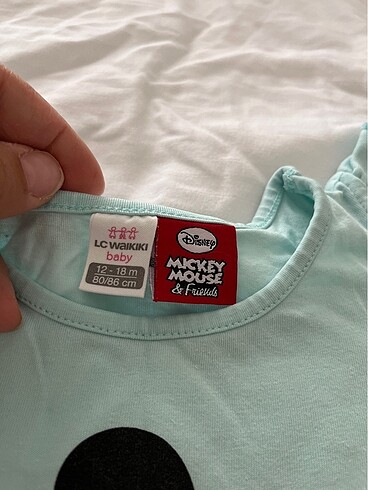 LC WAIKIKI
baby
12 - 18 m
80/86 cm
Disney
MICKEY
MOUSE
& Friends